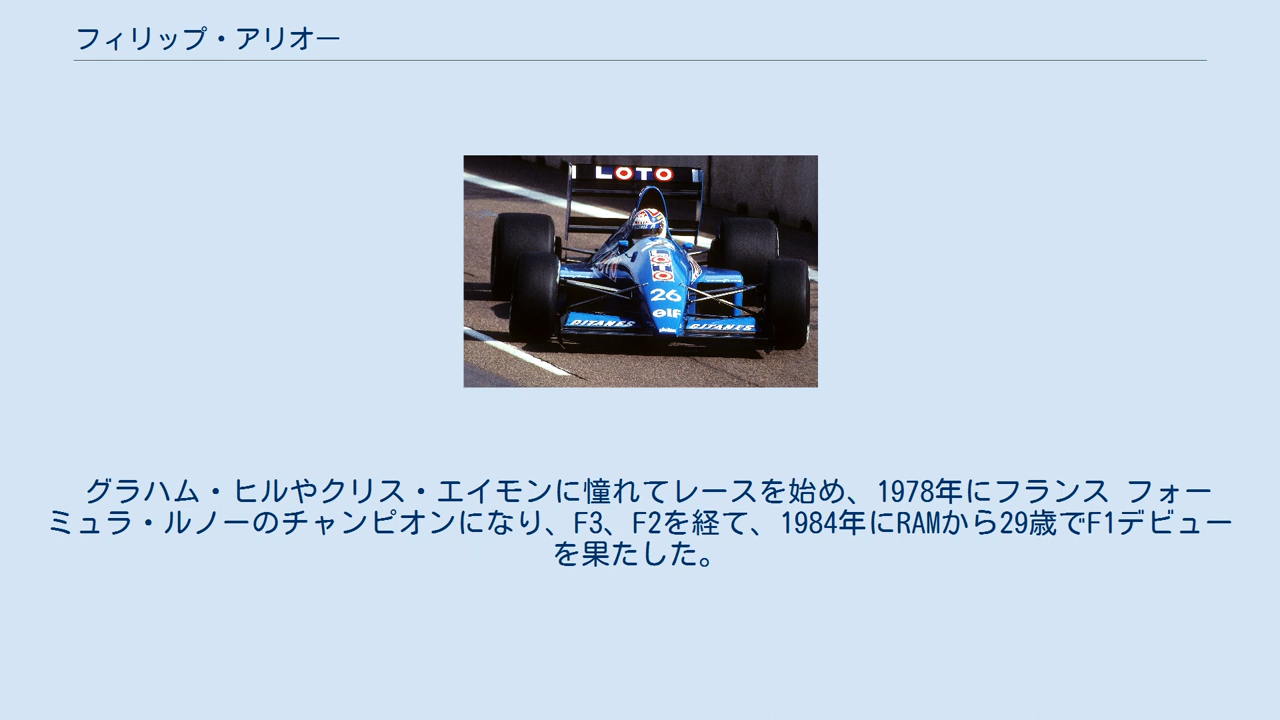 フィリップ・アリオー
LOTO
LOTO
26
elf
GITANES
GITANES
グラハム・ヒルやクリス・エイモンに憧れてレースを始め、1978年にフランス フォー
ミュラ・ルノーのチャンピオンになり、F3、F2を経て、1984年にRAMから29歳でF1デビュー
を果たした。